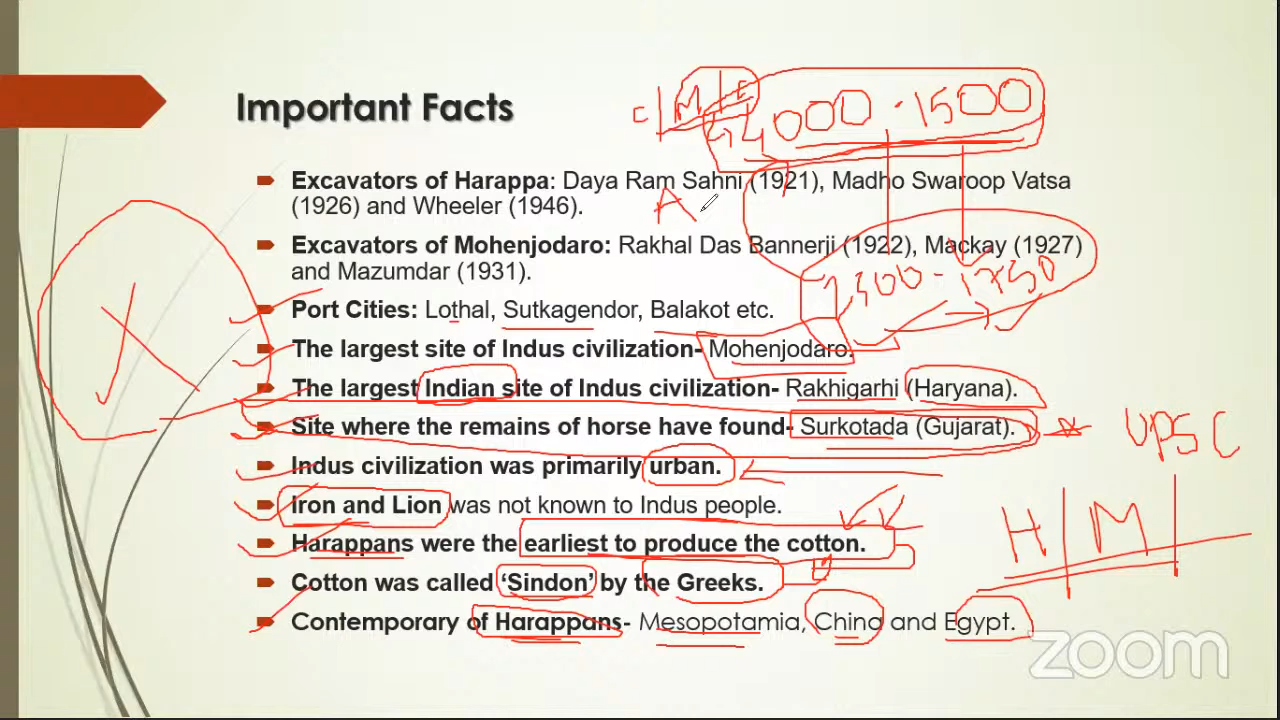 C | M | E 4000 - 1500
Important Facts
Excavators of Harappa: Daya Ram Sahni (1921), Madho Swaroop Vatsa
(1926) and Wheeler (1946).
A
Excavators of Mohenjodaro: Rakhal Das Bannerji (1922), Mackay (1927)
and Mazumdar (1931).
2300 - 1750
Port Cities: Lothal, Sutkagendor, Balakot etc.
The largest site of Indus civilization- Mohenjodaro.
The largest Indian site of Indus civilization- Rakhigarhi (Haryana).
Site where the remains of horse have found- Surkotada (Gujarat).
UPSC
Indus civilization was primarily urban.
Iron and Lion was not known to Indus people.
H | M |
Harappans were the earliest to produce the cotton.
Cotton was called ‘Sindon’ by the Greeks.
Contemporary of Harappans- Mesopotamia, China and Egypt.
zoom